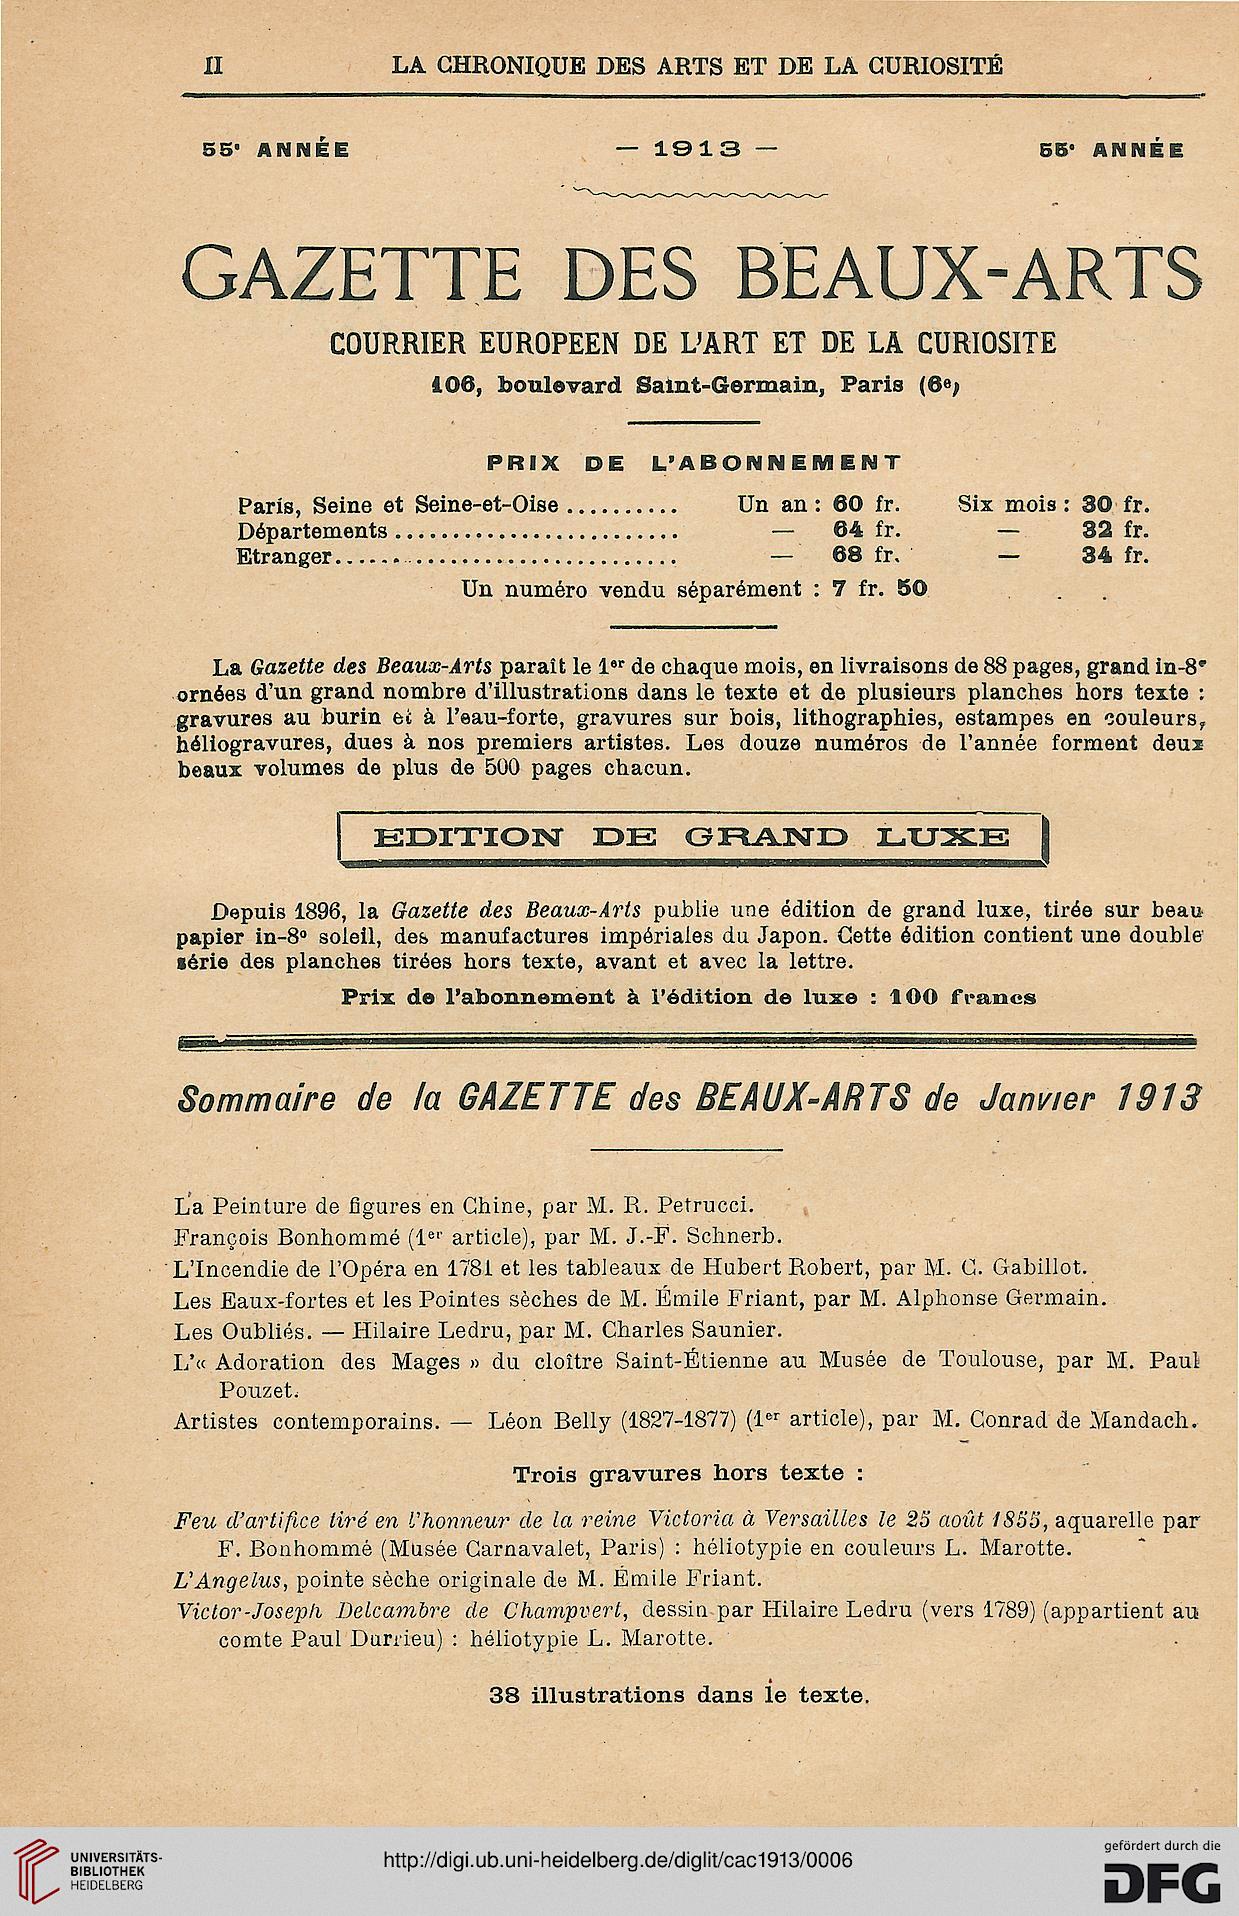 II LA CHRONIQUE DES ARTS ET DE LA CURIOSITÉ
55e ANNÉE — 1913 — 55e ANNÉE
GAZETTE DES BEAUX-ARTS
COURRIER EUROPEEN DE L'ART ET DE LA CURIOSITE
106, boulevard Saint-Germain, Paris (6e)
PRIX DE L'ABONNEMENT
Paris, Seine et Seine-et-Oise .......... Un an : 60 fr. Six mois : 30 fr.
Départements .......................... — 64 fr. — 32 fr.
Etranger............................... — 68 fr. — 34 fr.
Un numéro vendu séparément : 7 fr. 50
La Gazette des Beaux-Arts paraît le 1er de chaque mois, en livraisons de 88 pages, grand in-8°
ornées d'un grand nombre d'illustrations dans le texte et de plusieurs planches hors texte :
gravures au burin et à l'eau-forte, gravures sur bois, lithographies, estampes en couleurs,
héliogravures, dues à nos premiers artistes. Les douze numéros de l'année forment deux
beaux volumes de plus de 500 pages chacun.
EDITION DE GRAND LUXE
Depuis 1896, la Gazette des Beaux-Arts publie une édition de grand luxe, tirée sur beau
papier in-8° soleil, des manufactures impériales du Japon. Cette édition contient une double
série des planches tirées hors texte, avant et avec la lettre.
Prix de l'abonnement à l'édition de luxe : 100 francs
Sommaire de la GAZETTE des BEAUX-ARTS de Janvier 1913
La Peinture de figures en Chine, par M. R. Petrucci.
François Bonhommé (1er article), par M. J.-F. Schnerb.
L'Incendie de l'Opéra en 1781 et les tableaux de Hubert Robert, par M. C. Gabillot.
Les Eaux-fortes et les Pointes sèches de M. Émile Friant, par M. Alphonse Germain.
Les Oubliés. — Hilaire Ledru, par M. Charles Saunier.
L'« Adoration des Mages » du cloître Saint-Étienne au Musée de Toulouse, par M. Paul
Pouzet.
Artistes contemporains. — Léon Belly (1827-1877) (1er article), par M. Conrad de Mandach.
Trois gravures hors texte :
Feu d'artifice tiré en l'honneur de la reine Victoria à Versailles le 25 août 1855, aquarelle par
F. Bonhommé (Musée Carnavalet, Paris) : héliotypie en couleurs L. Marotte.
L'Angelus, pointe sèche originale de M. Émile Friant.
Victor-Joseph Delcambre de Champvert, dessin par Hilaire Ledru (vers 1789) (appartient au
comte Paul Durrieu) : héliotypie L. Marotte.
38 illustrations dans le texte.
UNIVERSITÄTS-
BIBLIOTHEK
HEIDELBERG
http://digi.ub.uni-heidelberg.de/diglit/cac1913/0006
gefördert durch die
DFG